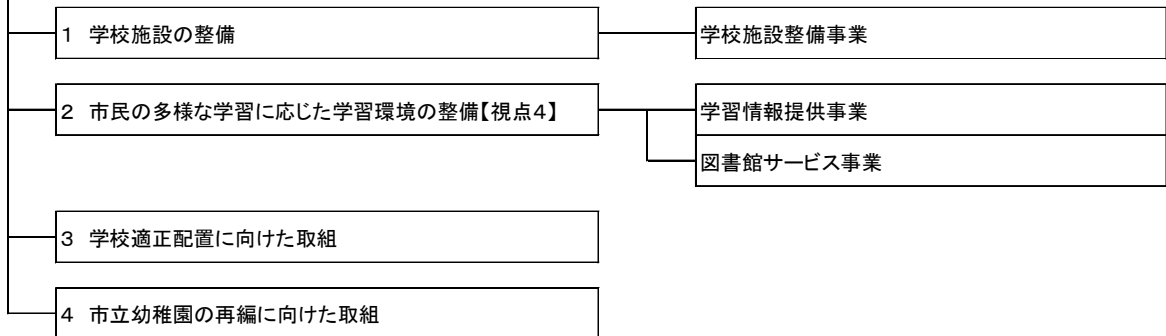 1 学校施設の整備
学校施設整備事業
2 市民の多様な学習に応じた学習環境の整備【視点4】
学習情報提供事業
図書館サービス事業
3 学校適正配置に向けた取組
4 市立幼稚園の再編に向けた取組